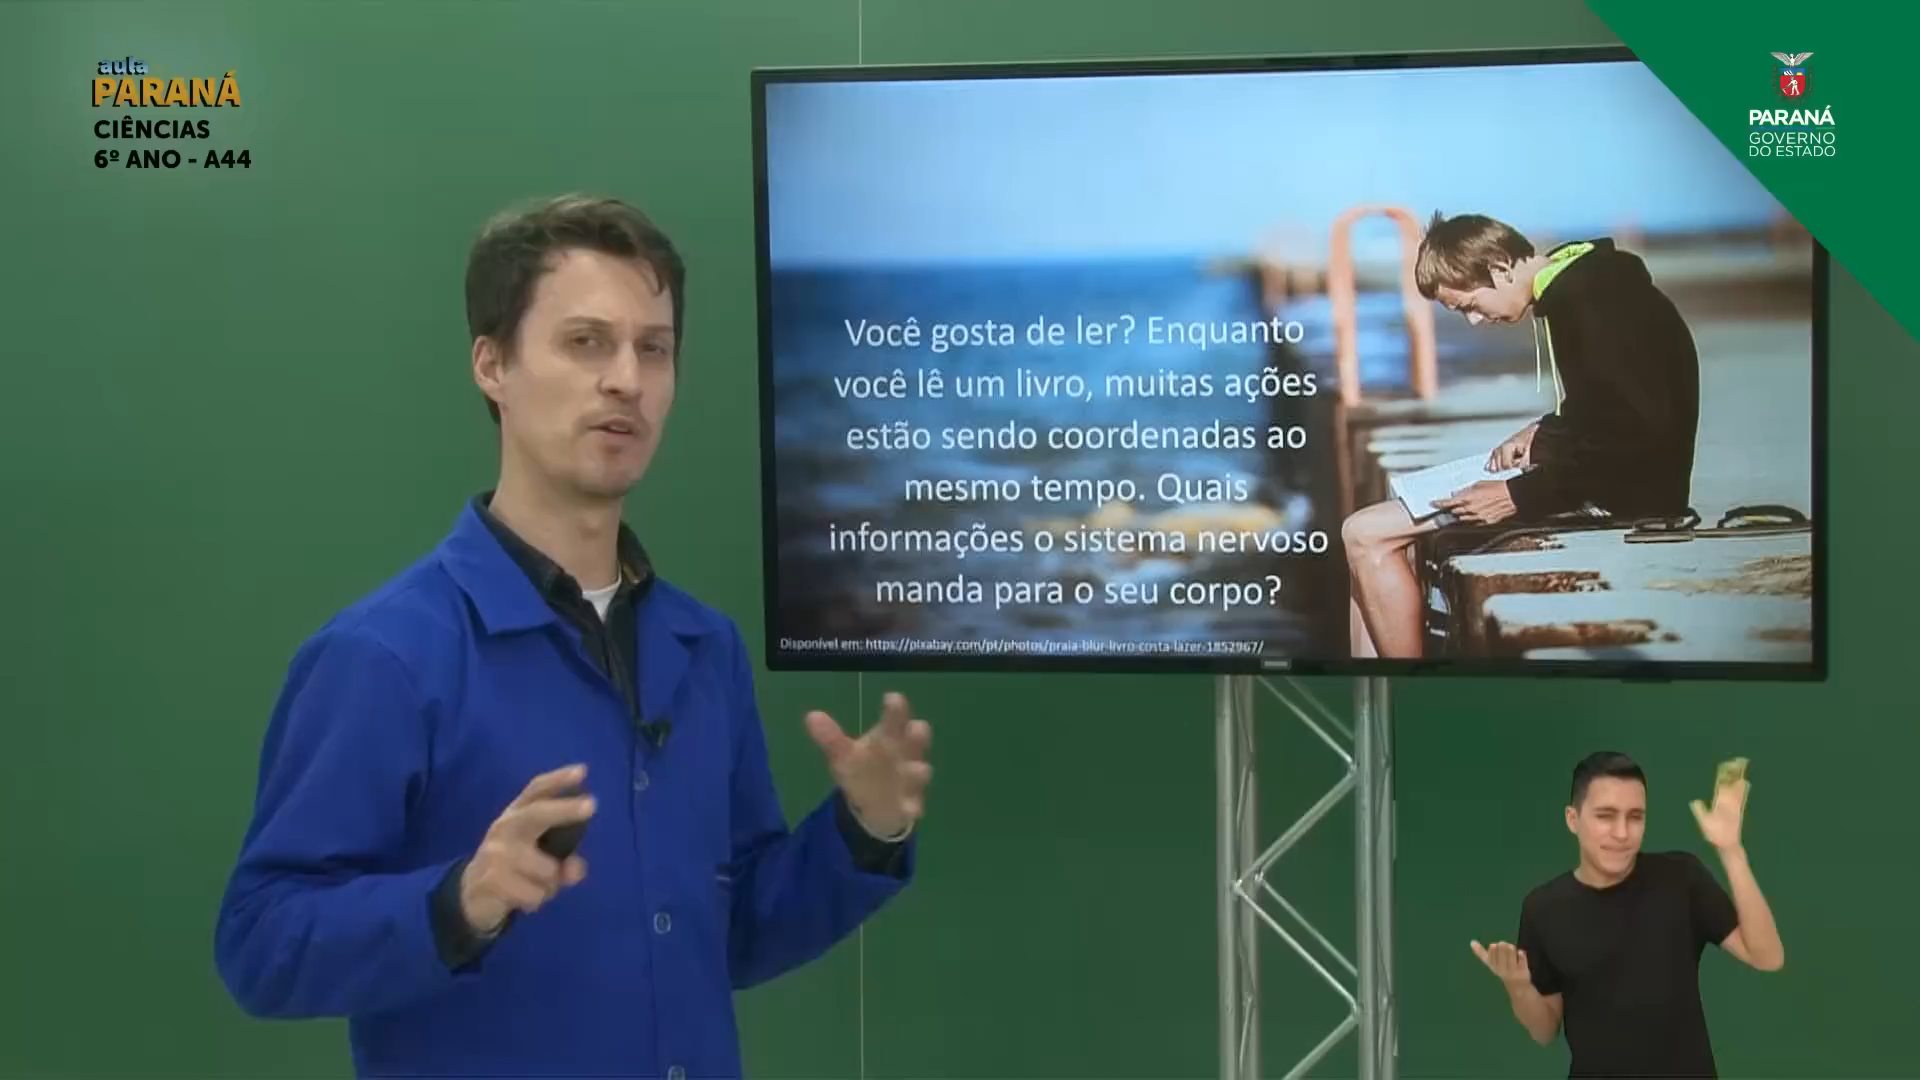 aula
PARANÁ
CIÊNCIAS
6º ANO - A44
PARANÁ
GOVERNO
DO ESTADO
Você gosta de ler? Enquanto
você lê um livro, muitas ações
estão sendo coordenadas ao
mesmo tempo. Quais
informações o sistema nervoso
manda para o seu corpo?
Disponível em: https://pixabay.com/pt/photos/praia-blur-livro-costa-lazer-1852967/